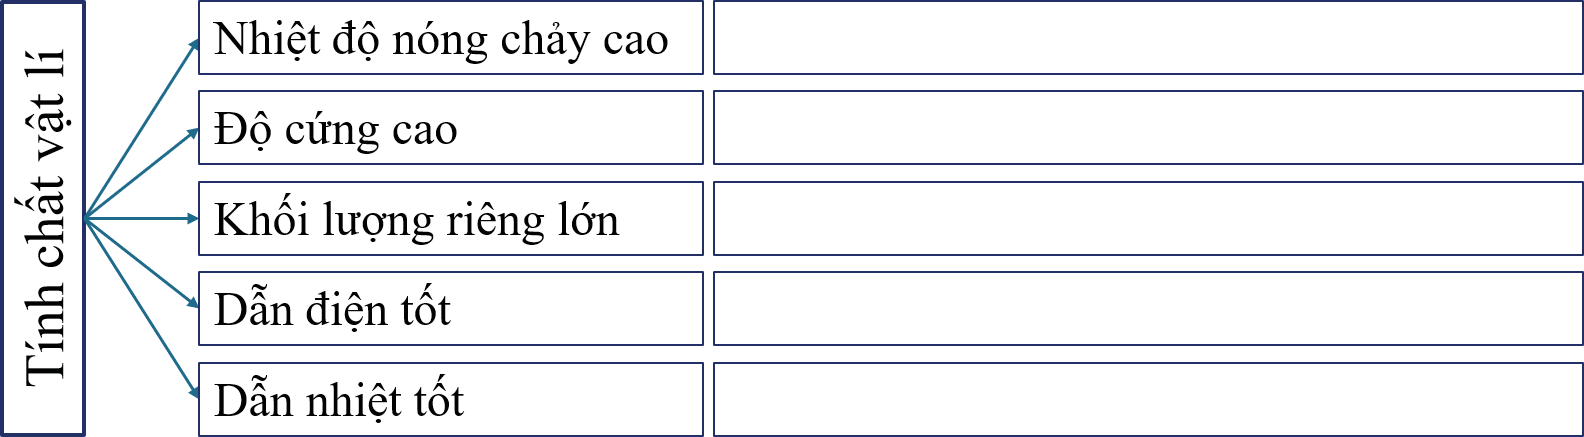 Tính chất vật lí
Nhiệt độ nóng chảy cao
Độ cứng cao
Khối lượng riêng lớn
Dẫn điện tốt
Dẫn nhiệt tốt